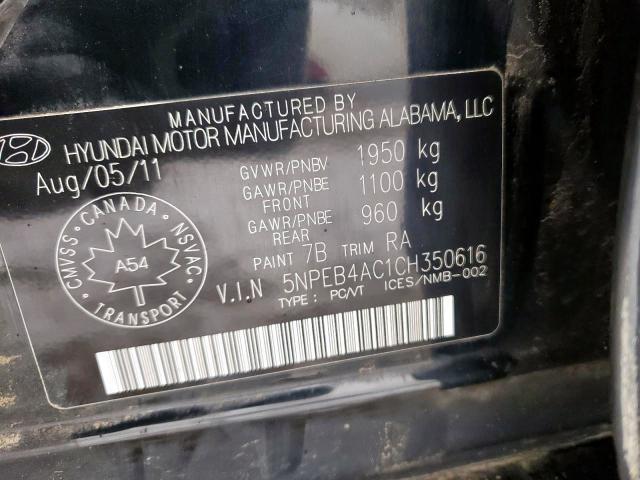 MANUFACTURED BY
HYUNDAI MOTOR MANUFACTURING ALABAMA, LLC
Aug/05/11
GVWR/PNBV 1950 kg
GAWR/PNBE FRONT 1100 kg
GAWR/PNBE REAR 960 kg
PAINT 7B TRIM RA
V.I.N 5NPEB4AC1CH350616
TYPE : PC/VT ICES/NMB-002
CANADA
CMVSS
NSVAC
A54
TRANSPORT